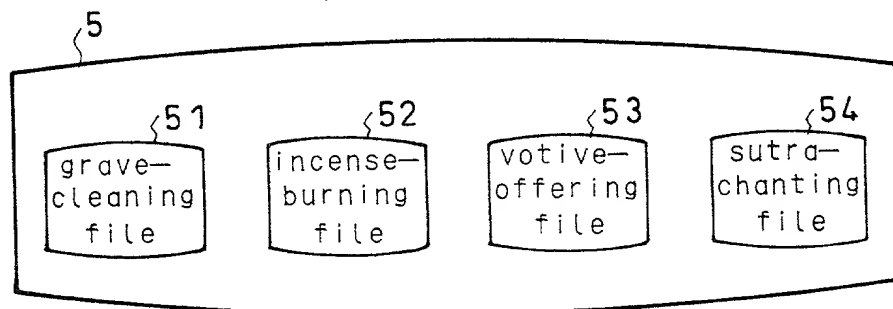 5
51
52
53
54
grave—
cleaning
file
incense—
burning
file
votive—
offering
file
sutra—
chanting
file